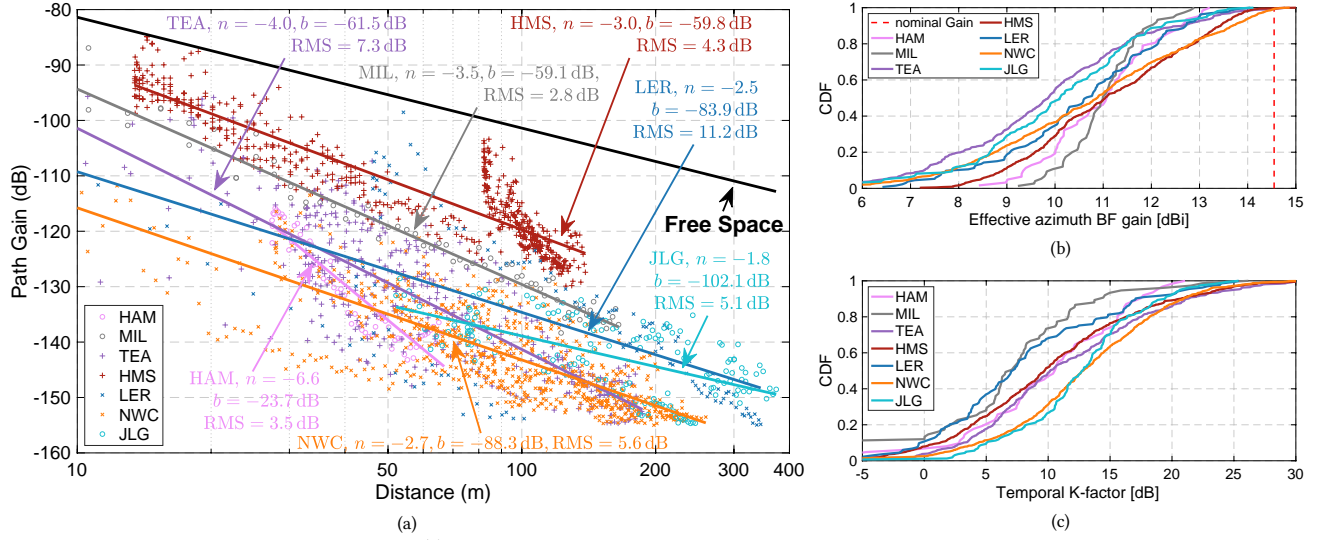 TEA, n = −4.0, b = −61.5 dB
RMS = 7.3 dB
HMS, n = −3.0, b = −59.8 dB
RMS = 4.3 dB
MIL, n = −3.5, b = −59.1 dB,
RMS = 2.8 dB
LER, n = −2.5
b = −83.9 dB
RMS = 11.2 dB
Free Space
JLG, n = −1.8
b = −102.1 dB
RMS = 5.1 dB
HAM, n = −6.6
b = −23.7 dB
RMS = 3.5 dB
NWC, n = −2.7, b = −88.3 dB, RMS = 5.6 dB
HAM
MIL
TEA
HMS
LER
NWC
JLG
Path Gain (dB)
-80
-90
-100
-110
-120
-130
-140
-150
-160
10
50
100
200
300
400
Distance (m)
(a)
CDF
1
0.8
0.6
0.4
0.2
0
nominal Gain
HAM
MIL
TEA
HMS
LER
NWC
JLG
6
7
8
9
10
11
12
13
14
15
Effective azimuth BF gain [dBi]
(b)
CDF
1
0.8
0.6
0.4
0.2
0
HAM
MIL
TEA
HMS
LER
NWC
JLG
-5
0
5
10
15
20
25
30
Temporal K-factor [dB]
(c)